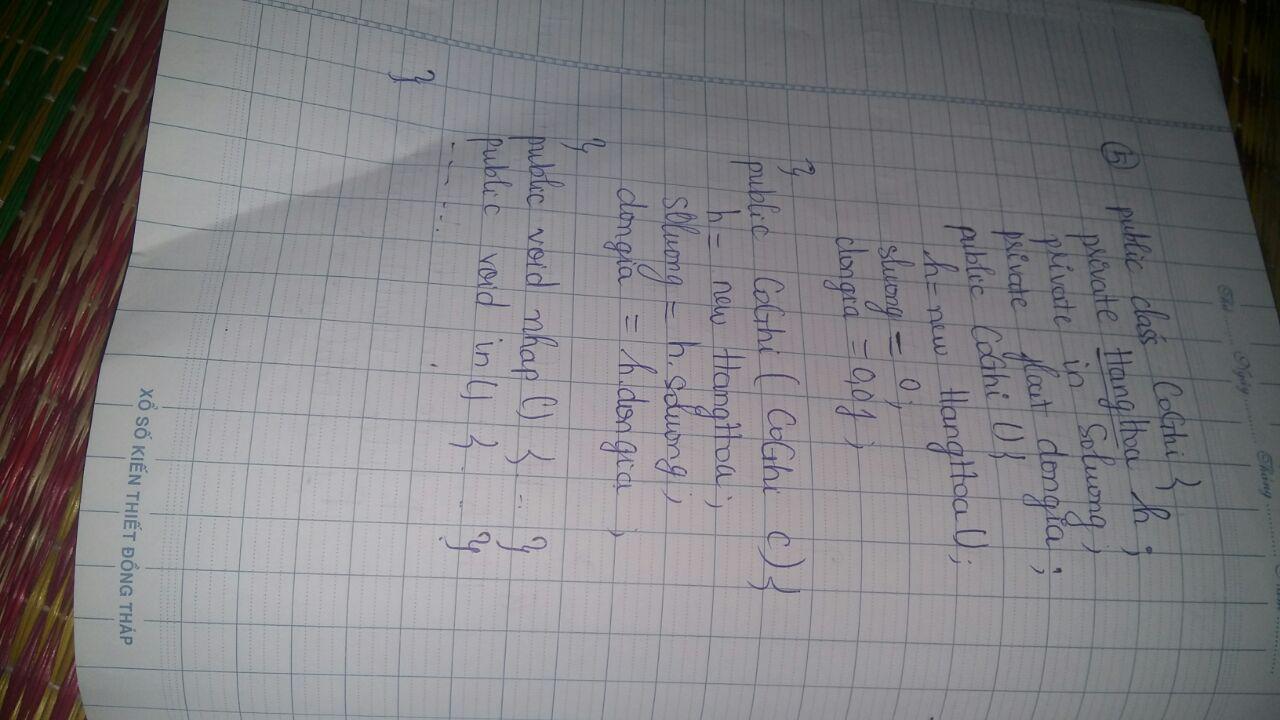 Thứ Ngày Tháng
5 public class CoGhi {
private HangHoa h;
private in Soluong;
private float dongia;
public CoGhi () {
h = new HangHoa();
sluong = 0;
dongia = 0,0f;
}
public CoGhi ( CoGhi c) {
h = new HangHoa;
Soluong = h.soluong;
dongia = h.dongia ;
}
public void nhap () { .. }
public void in() { . . }
........
}
XỔ SỐ KIẾN THIẾT ĐỒNG THÁP